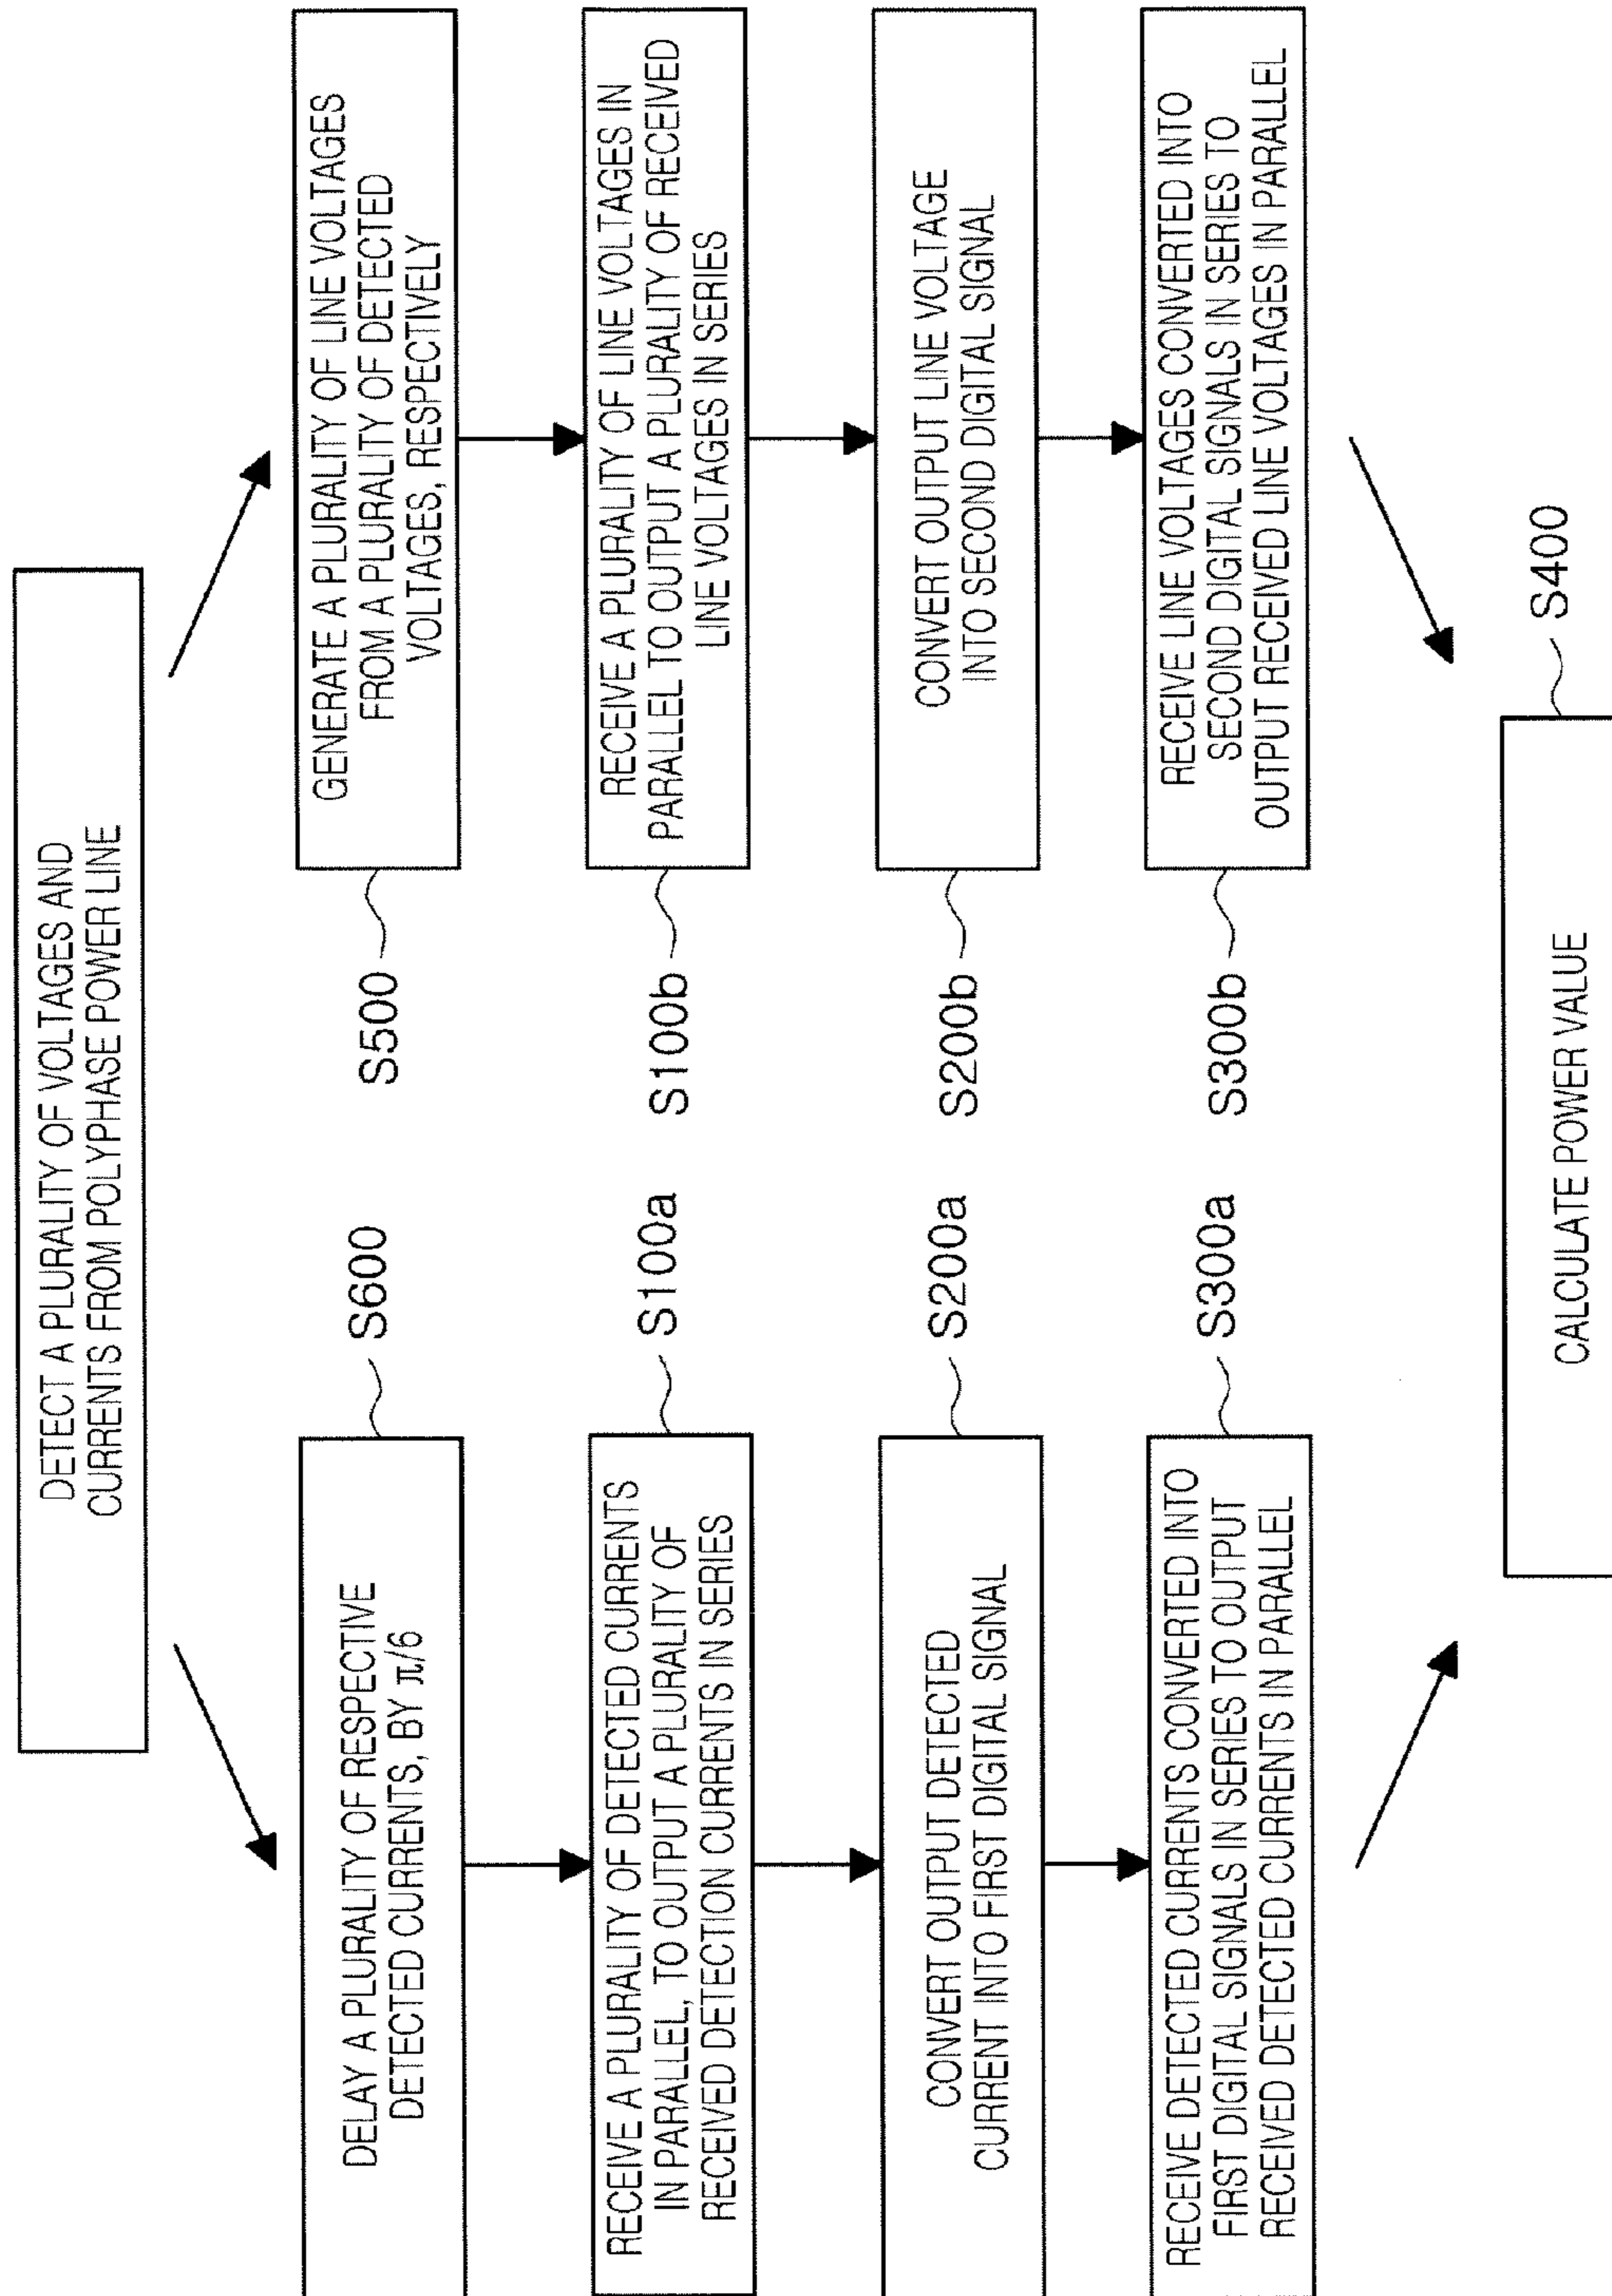 DETECT A PLURALITY OF VOLTAGES AND
CURRENTS FROM POLYPHASE POWER LINE
S600
DELAY A PLURALITY OF RESPECTIVE
DETECTED CURRENTS, BY π/6
S500
GENERATE A PLURALITY OF LINE VOLTAGES
FROM A PLURALITY OF DETECTED
VOLTAGES, RESPECTIVELY
S100a
RECEIVE A PLURALITY OF DETECTED CURRENTS
IN PARALLEL, TO OUTPUT A PLURALITY OF
RECEIVED DETECTION CURRENTS IN SERIES
S100b
RECEIVE A PLURALITY OF LINE VOLTAGES IN
PARALLEL TO OUTPUT A PLURALITY OF RECEIVED
LINE VOLTAGES IN SERIES
S200a
CONVERT OUTPUT DETECTED
CURRENT INTO FIRST DIGITAL SIGNAL
S200b
CONVERT OUTPUT LINE VOLTAGE
INTO SECOND DIGITAL SIGNAL
S300a
RECEIVE DETECTED CURRENTS CONVERTED INTO
FIRST DIGITAL SIGNALS IN SERIES TO OUTPUT
RECEIVED DETECTED CURRENTS IN PARALLEL
S300b
RECEIVE LINE VOLTAGES CONVERTED INTO
SECOND DIGITAL SIGNALS IN SERIES TO
OUTPUT RECEIVED LINE VOLTAGES IN PARALLEL
S400
CALCULATE POWER VALUE